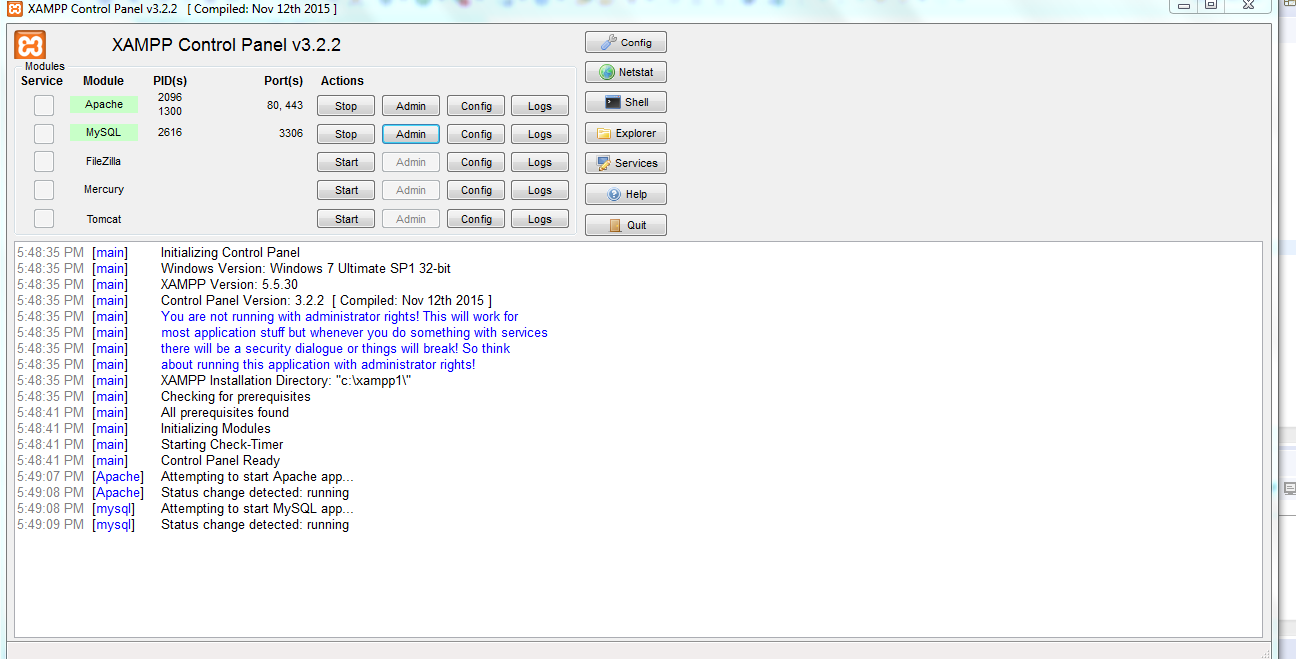 XAMPP Control Panel v3.2.2 [ Compiled: Nov 12th 2015 ]
XAMPP Control Panel v3.2.2
Config
Modules
Service Module PID(s) Port(s) Actions
Netstat
Apache 2096 1300 80, 443 Stop Admin Config Logs
Shell
MySQL 2616 3306 Stop Admin Config Logs
Explorer
FileZilla Start Admin Config Logs
Services
Mercury Start Admin Config Logs
Help
Tomcat Start Admin Config Logs
Quit
5:48:35 PM [main] Initializing Control Panel
5:48:35 PM [main] Windows Version: Windows 7 Ultimate SP1 32-bit
5:48:35 PM [main] XAMPP Version: 5.5.30
5:48:35 PM [main] Control Panel Version: 3.2.2 [ Compiled: Nov 12th 2015 ]
5:48:35 PM [main] You are not running with administrator rights! This will work for
5:48:35 PM [main] most application stuff but whenever you do something with services
5:48:35 PM [main] there will be a security dialogue or things will break! So think
5:48:35 PM [main] about running this application with administrator rights!
5:48:35 PM [main] XAMPP Installation Directory: "c:\xampp1\"
5:48:35 PM [main] Checking for prerequisites
5:48:41 PM [main] All prerequisites found
5:48:41 PM [main] Initializing Modules
5:48:41 PM [main] Starting Check-Timer
5:48:41 PM [main] Control Panel Ready
5:49:07 PM [Apache] Attempting to start Apache app...
5:49:08 PM [Apache] Status change detected: running
5:49:08 PM [mysql] Attempting to start MySQL app...
5:49:09 PM [mysql] Status change detected: running